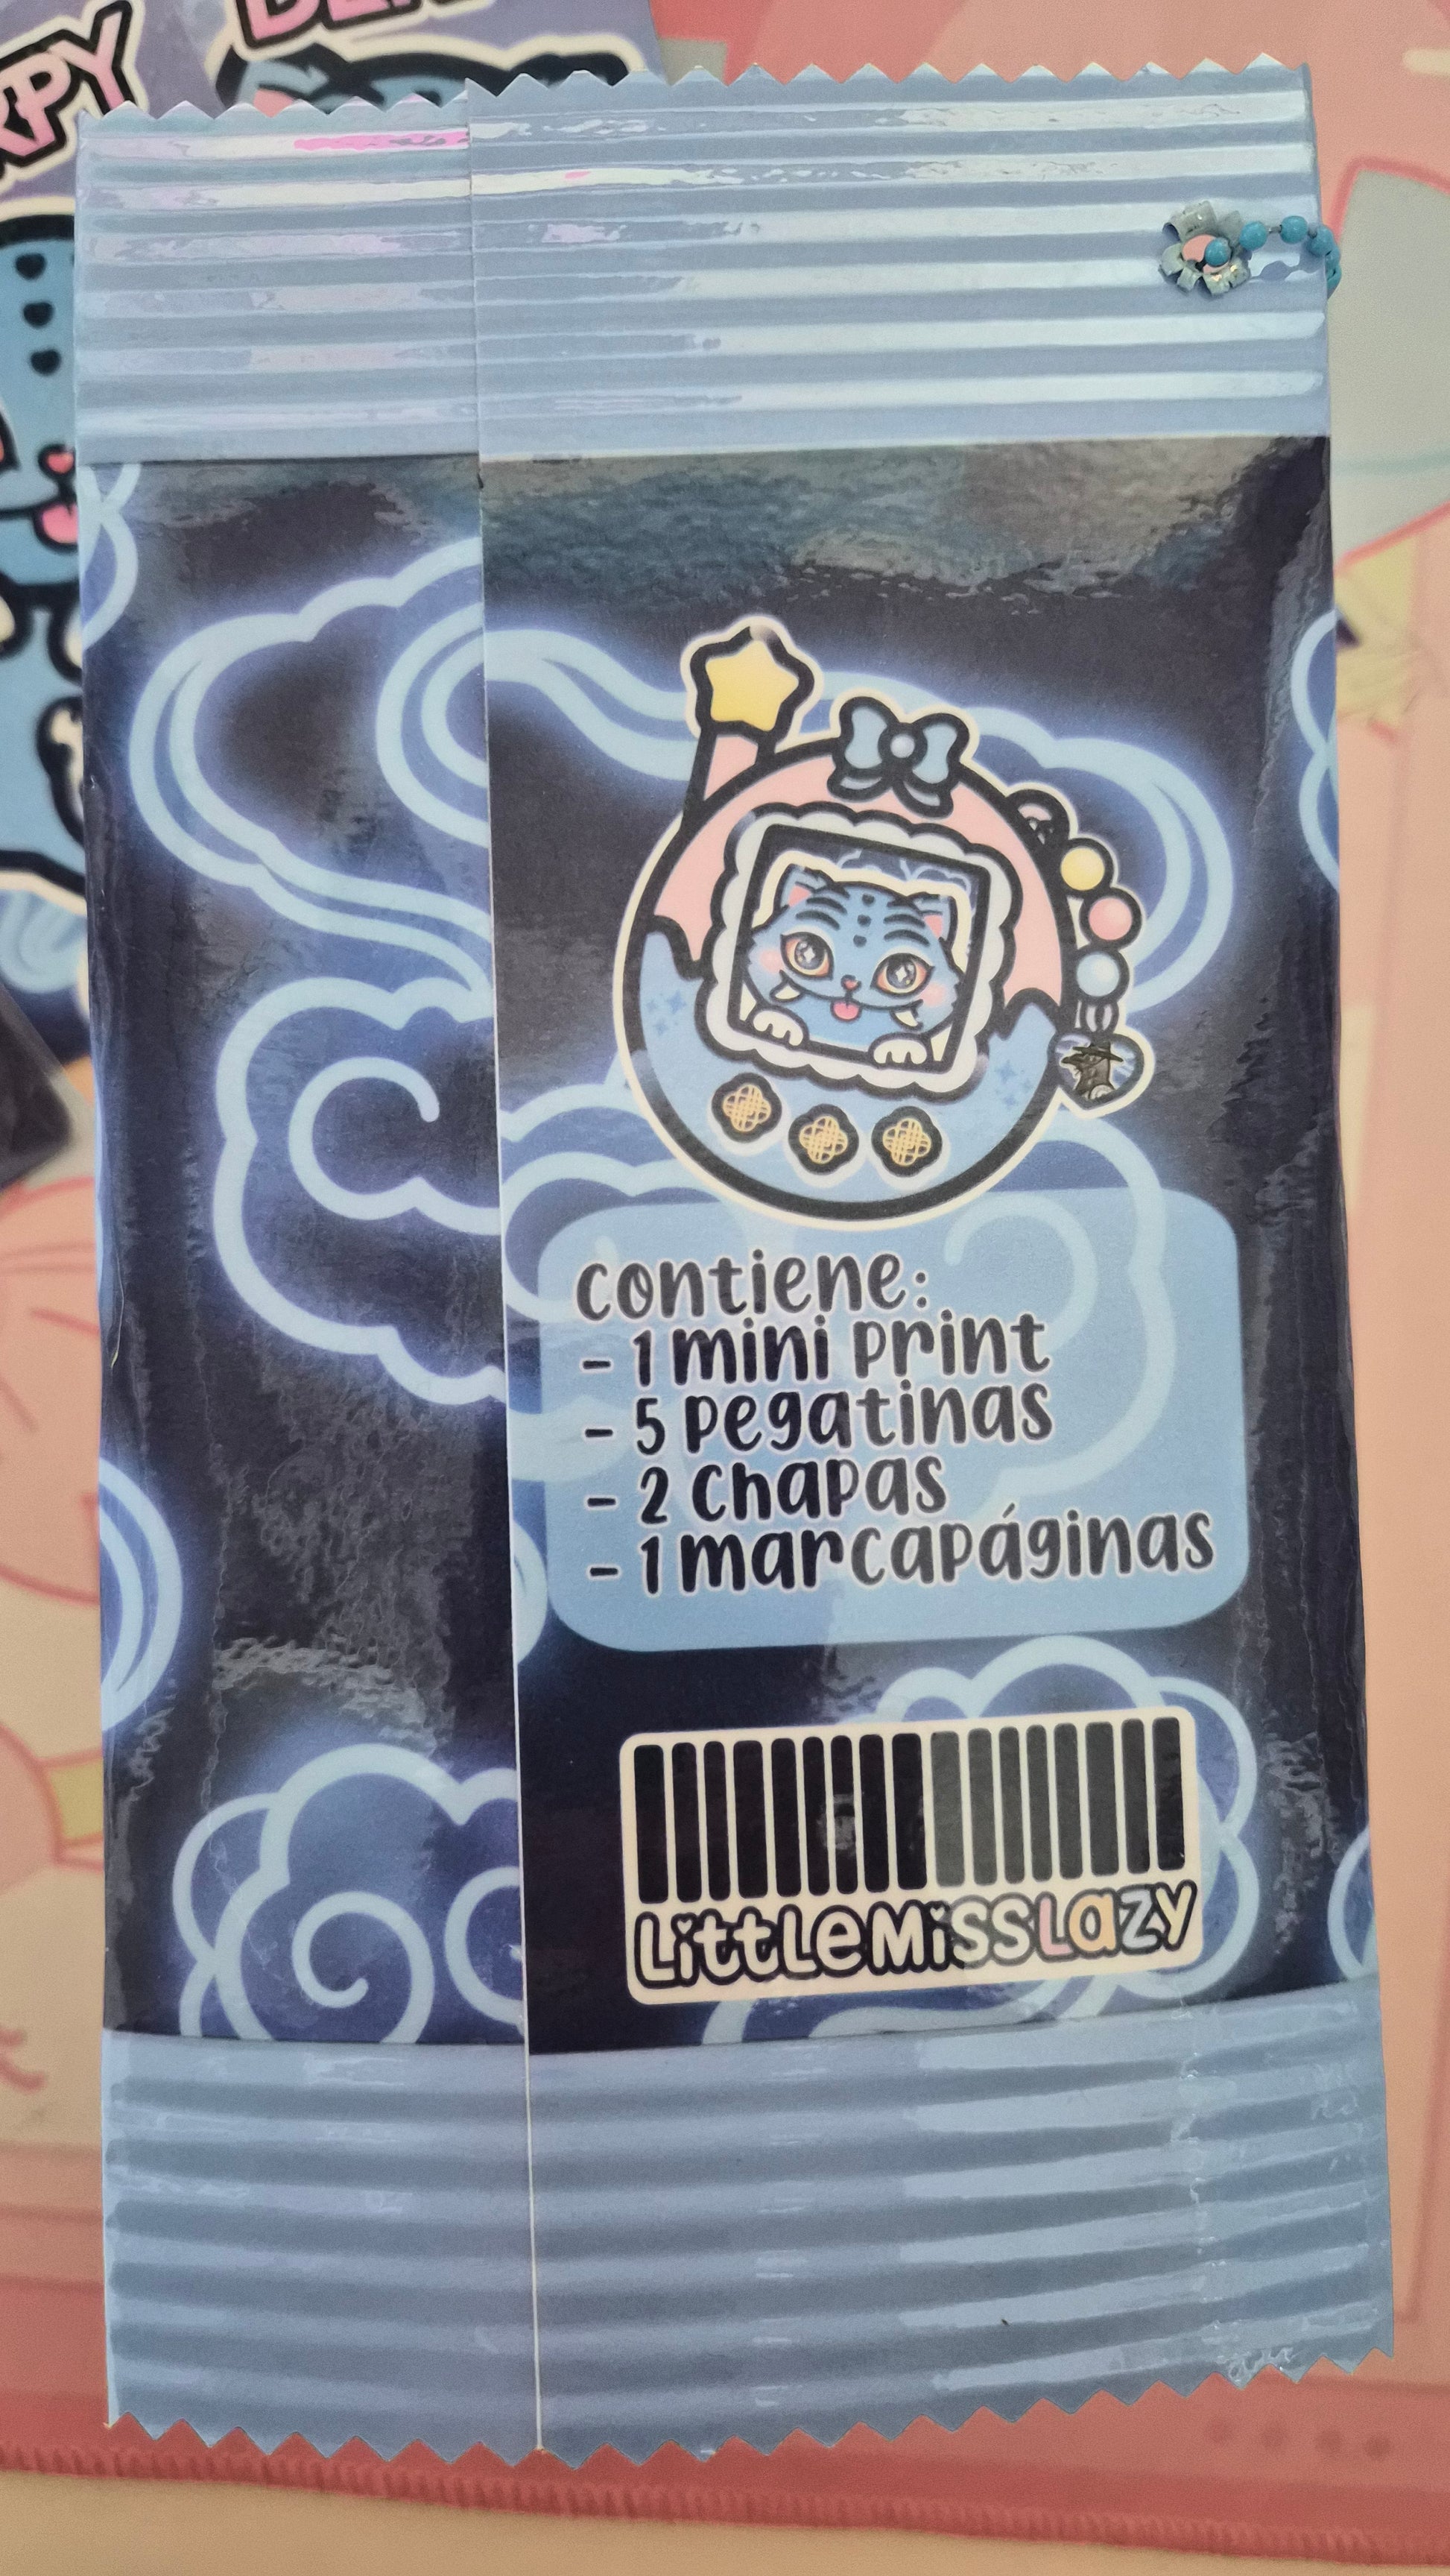 contiene:
- 1 mini print
- 5 pegatinas
- 2 chapas
- 1 marcapáginas
LittleMissLazy